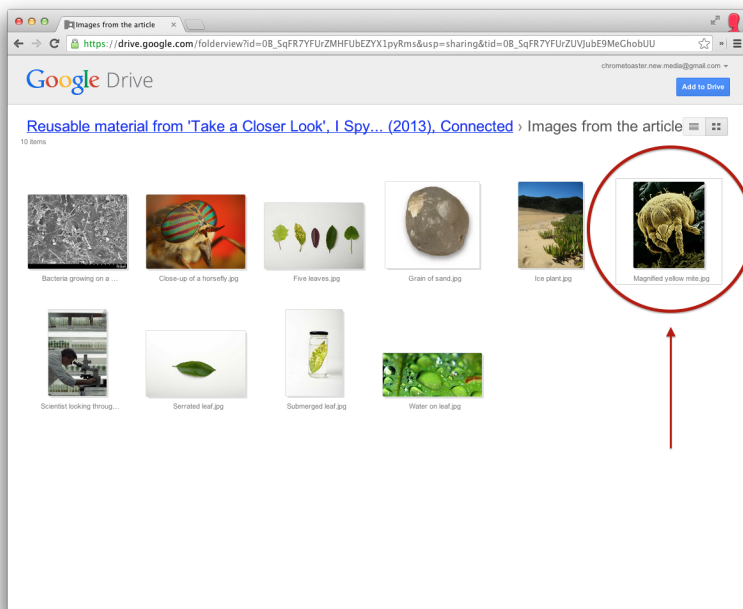 Images from the article
https://drive.google.com/folderview?id=0B_SqFR7YFUrZMHFUbEZYX1pyRms&usp=sharing&tid=0B_SqFR7YFUrZUVJubE9MeGhobUU
chrometoaster.new.media@gmail.com
Google Drive
Add to Drive
Reusable material from 'Take a Closer Look', I Spy... (2013), Connected › Images from the article
10 items
Bacteria growing on a ...
Close-up of a horsefly.jpg
Five leaves.jpg
Grain of sand.jpg
Ice plant.jpg
Magnified yellow mite.jpg
Scientist looking throug...
Serrated leaf.jpg
Submerged leaf.jpg
Water on leaf.jpg